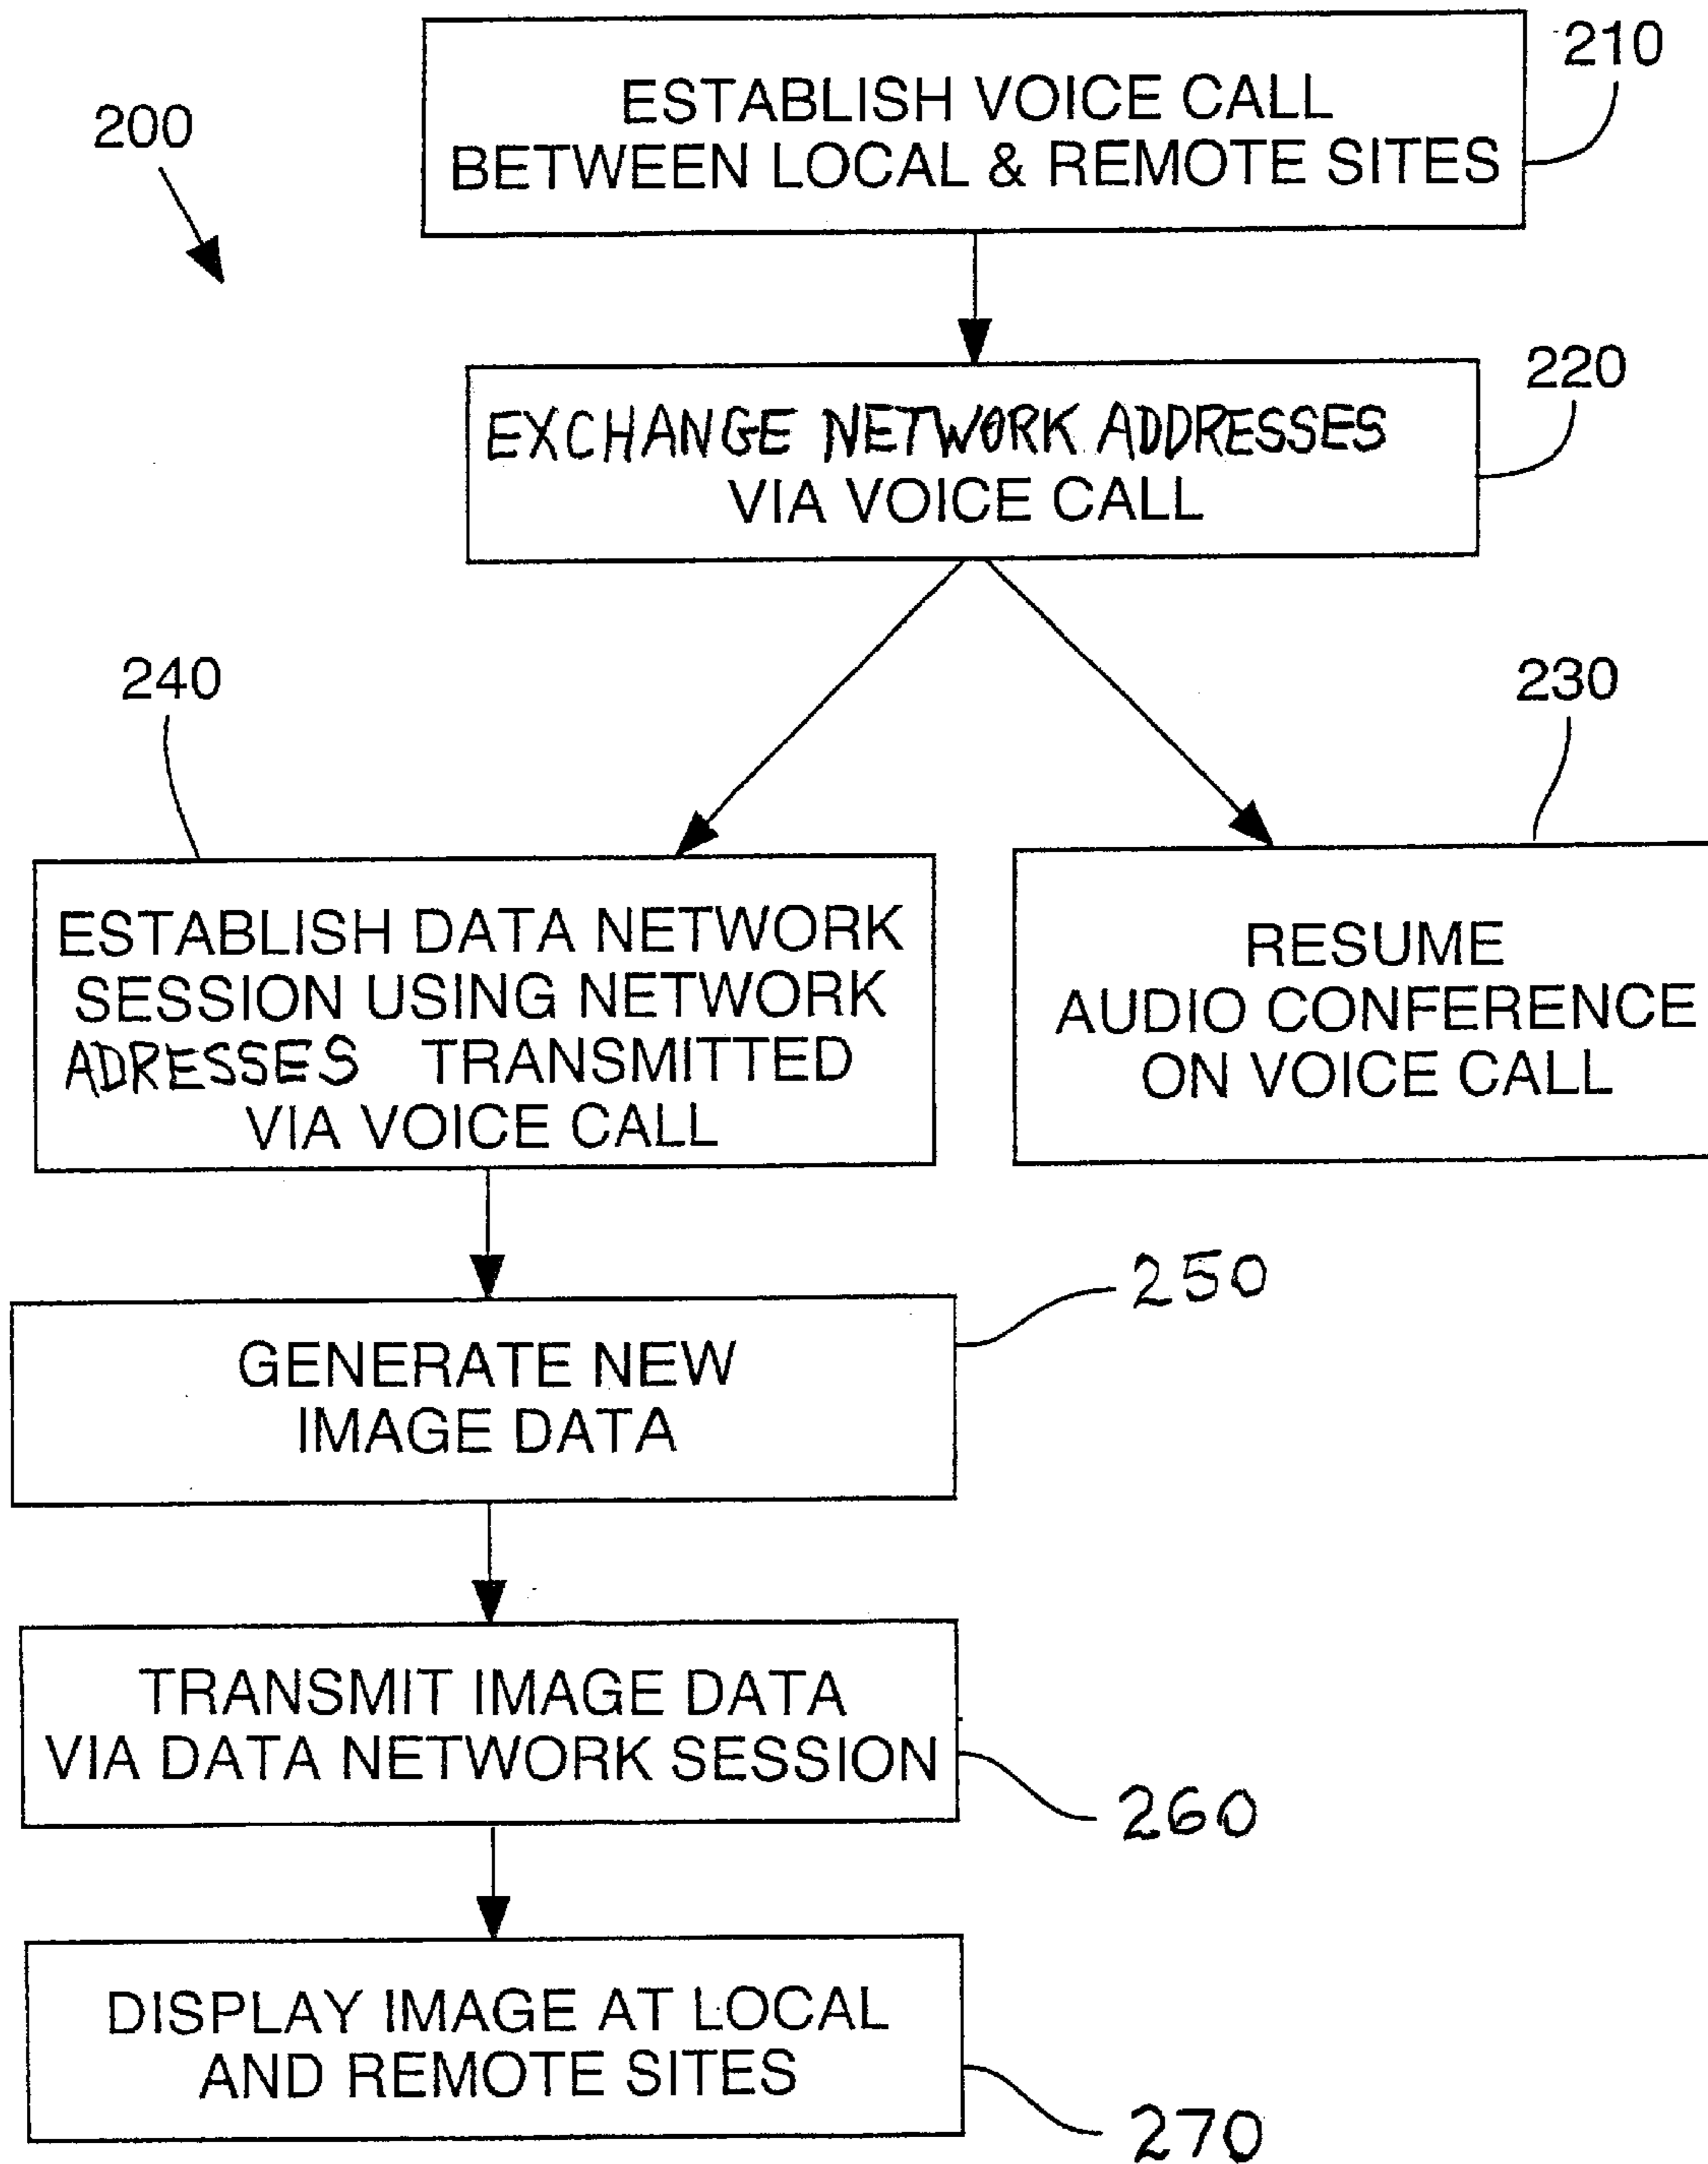 210
ESTABLISH VOICE CALL
BETWEEN LOCAL & REMOTE SITES
200
220
EXCHANGE NETWORK ADDRESSES
VIA VOICE CALL
240
230
ESTABLISH DATA NETWORK
SESSION USING NETWORK
ADRESSES TRANSMITTED
VIA VOICE CALL
RESUME
AUDIO CONFERENCE
ON VOICE CALL
250
GENERATE NEW
IMAGE DATA
TRANSMIT IMAGE DATA
VIA DATA NETWORK SESSION
260
DISPLAY IMAGE AT LOCAL
AND REMOTE SITES
270